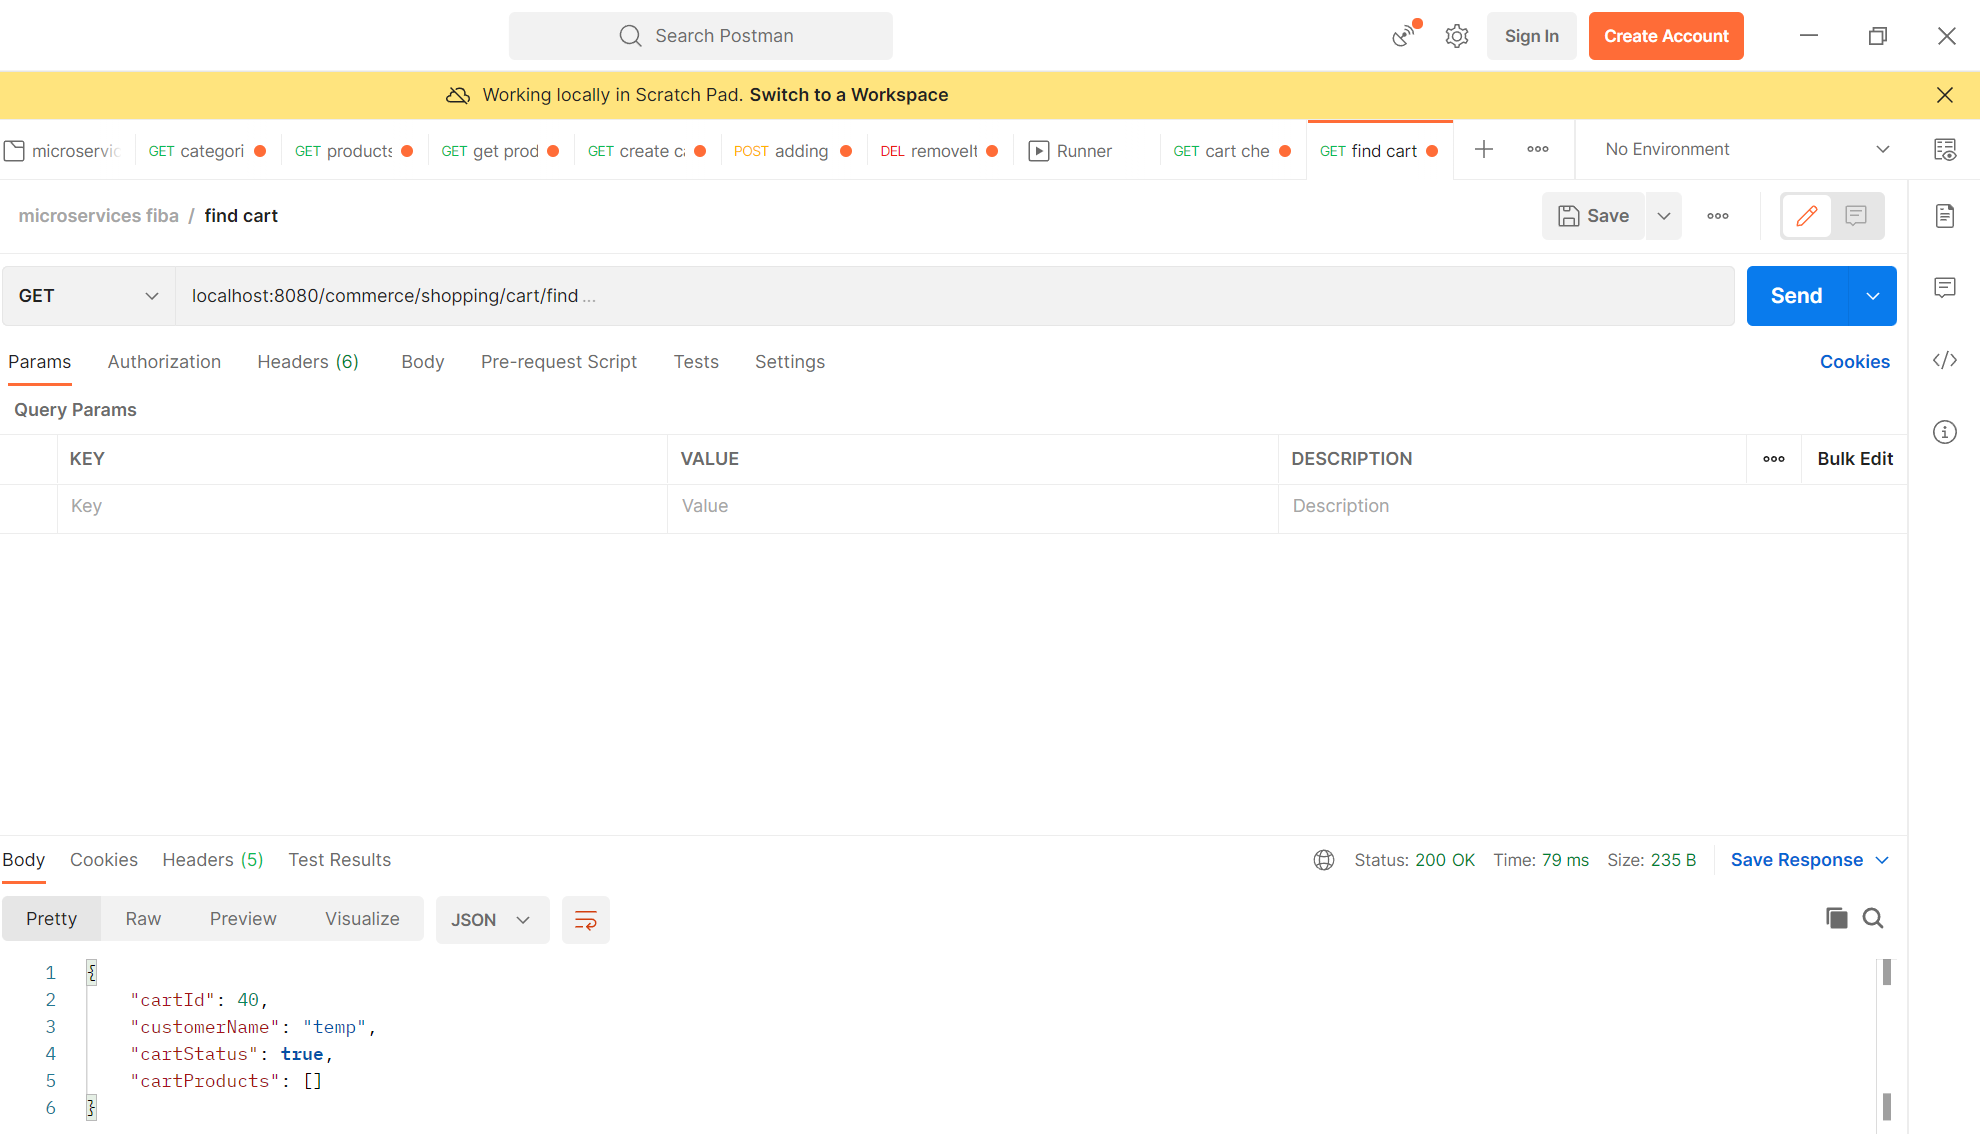 Search Postman
Sign In
Create Account
Working locally in Scratch Pad. Switch to a Workspace
microservic GET categori GET products GET get prod GET create ca POST adding DEL removeIt Runner GET cart che GET find cart No Environment
microservices fiba / find cart
Save
GET localhost:8080/commerce/shopping/cart/find ... Send
Params Authorization Headers (6) Body Pre-request Script Tests Settings Cookies
Query Params
KEY VALUE DESCRIPTION Bulk Edit
Key Value Description
Body Cookies Headers (5) Test Results Status: 200 OK Time: 79 ms Size: 235 B Save Response
Pretty Raw Preview Visualize JSON
1 {
2 "cartId": 40,
3 "customerName": "temp",
4 "cartStatus": true,
5 "cartProducts": []
6 }